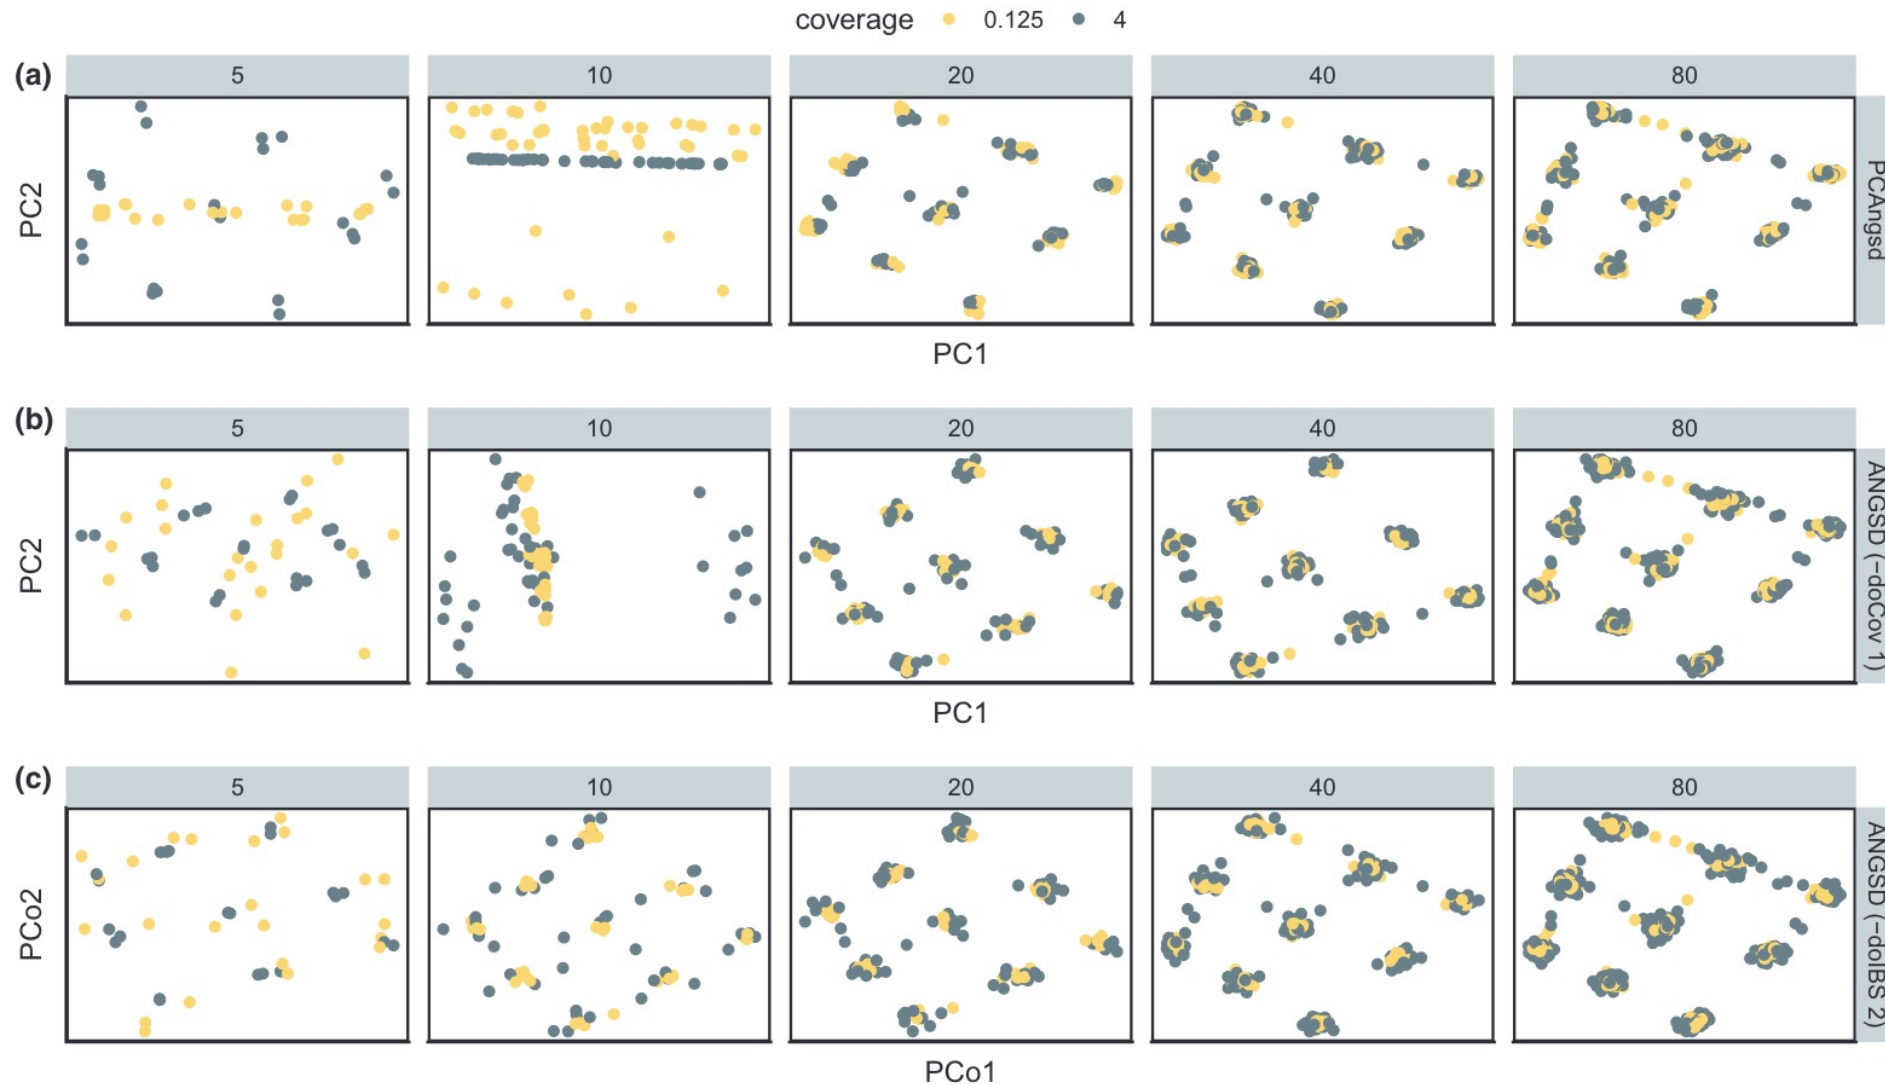 coverage 0.125 4
(a) 5 10 20 40 80
PC2
PCAngsd
PC1
(b) 5 10 20 40 80
PC2
ANGSD (−doCov 1)
PC1
(c) 5 10 20 40 80
PCo2
ANGSD (−doIBS 2)
PCo1